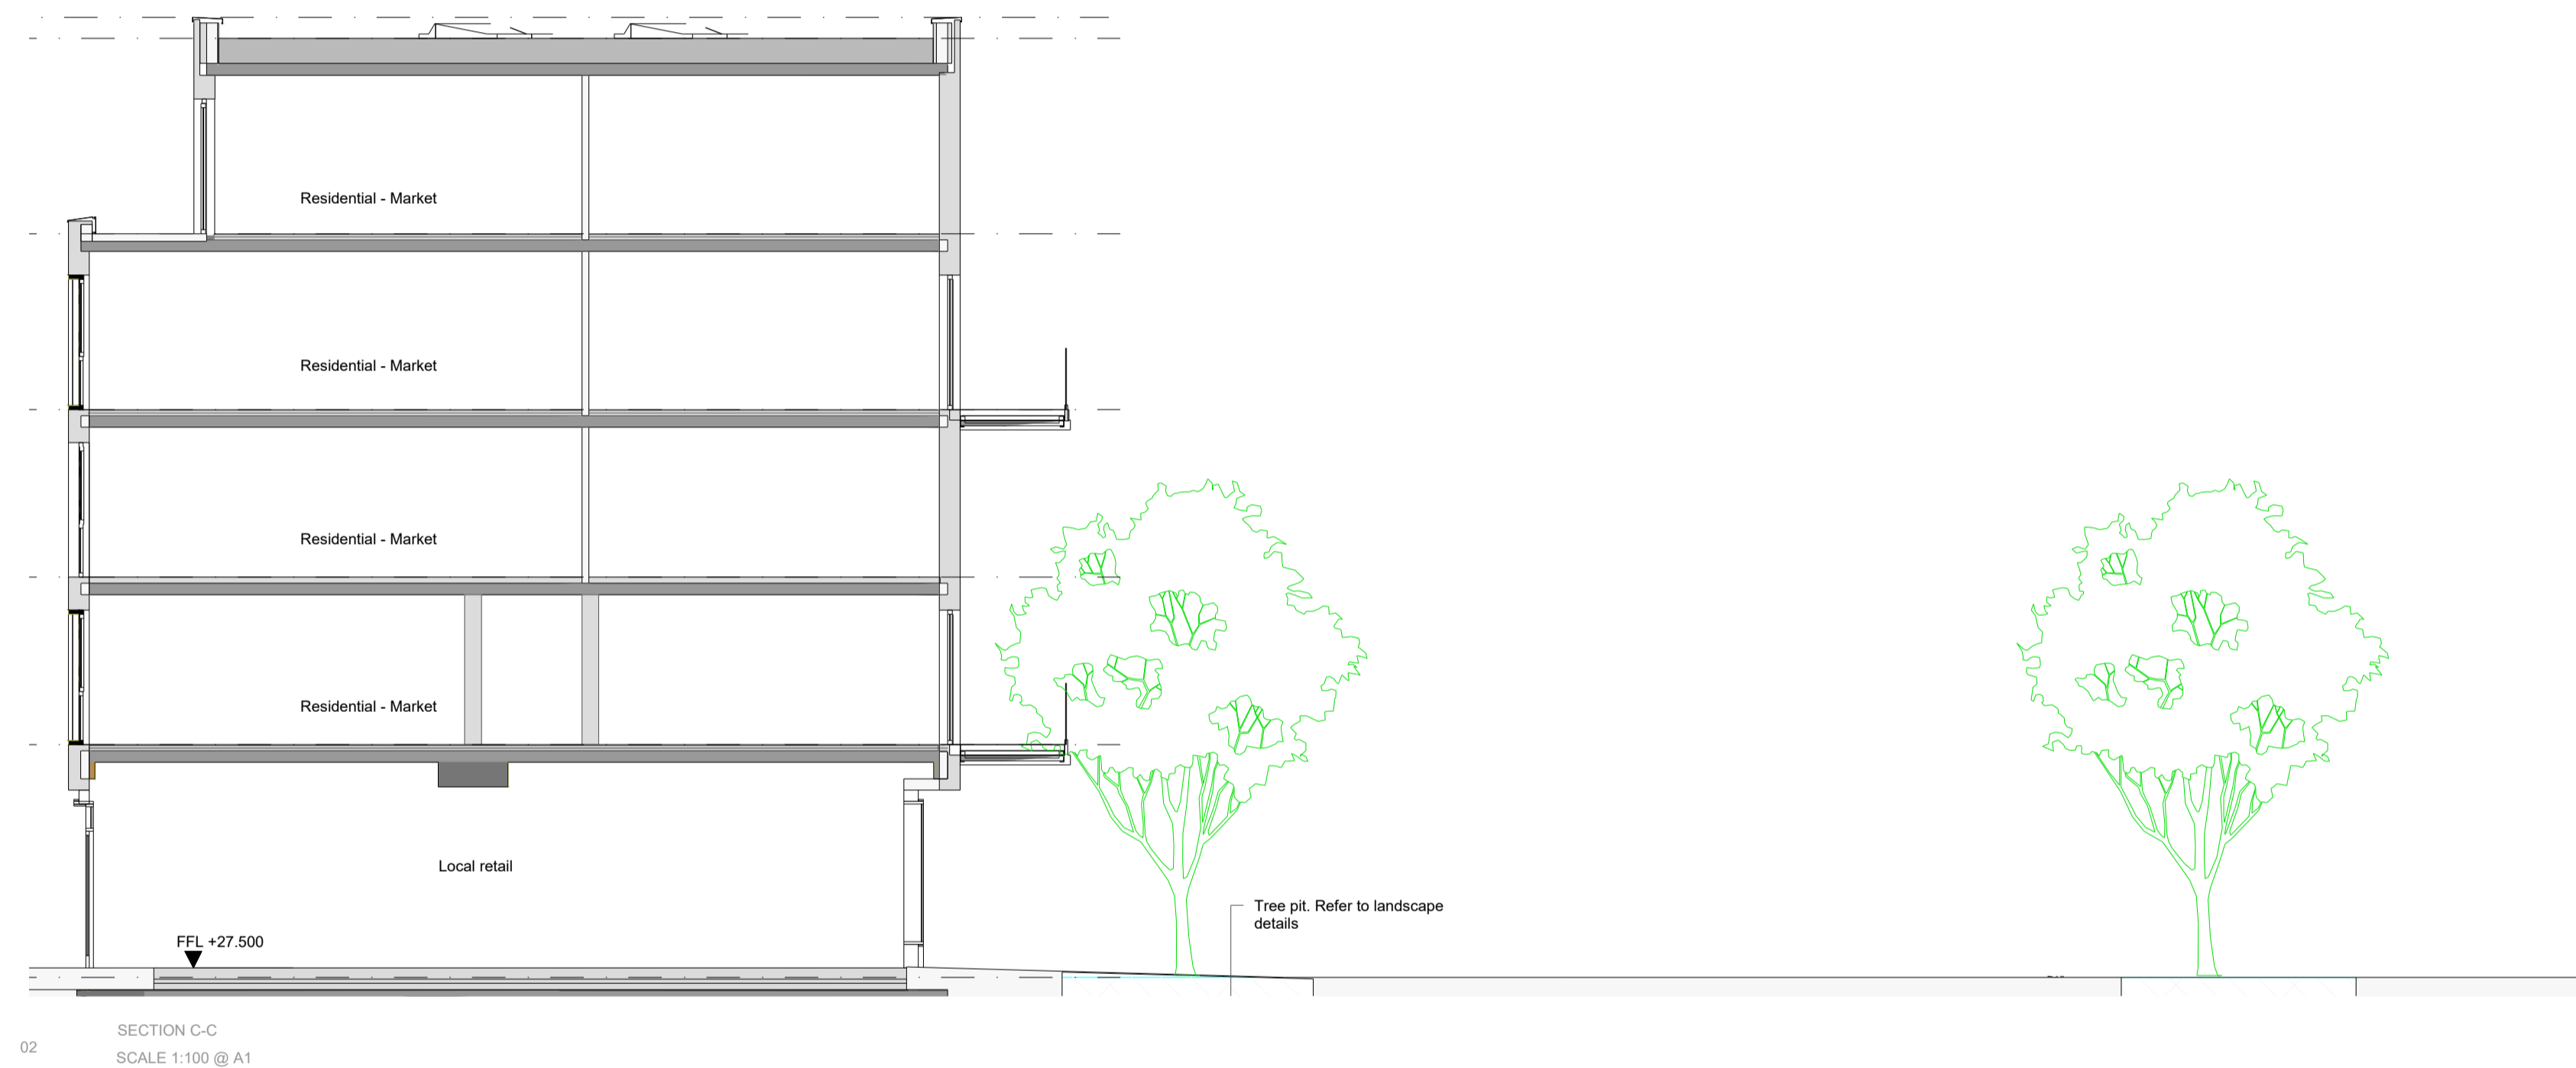 Residential - Market
Residential - Market
Residential - Market
Residential - Market
Local retail
Tree pit. Refer to landscape
details
FFL +27.500
SECTION C-C
02
SCALE 1:100 @ A1